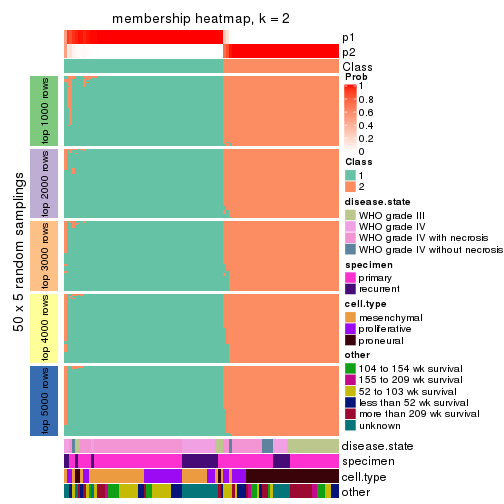 membership heatmap, k = 2
p1
p2
Class
50 x 5 random samplings
top 1000 rows
top 2000 rows
top 3000 rows
top 4000 rows
top 5000 rows
disease.state
specimen
cell.type
other
Prob
1
0.8
0.6
0.4
0.2
0
Class
1
2
disease.state
WHO grade III
WHO grade IV
WHO grade IV with necrosis
WHO grade IV without necrosis
specimen
primary
recurrent
cell.type
mesenchymal
proliferative
proneural
other
104 to 154 wk survival
155 to 209 wk survival
52 to 103 wk survival
less than 52 wk survival
more than 209 wk survival
unknown